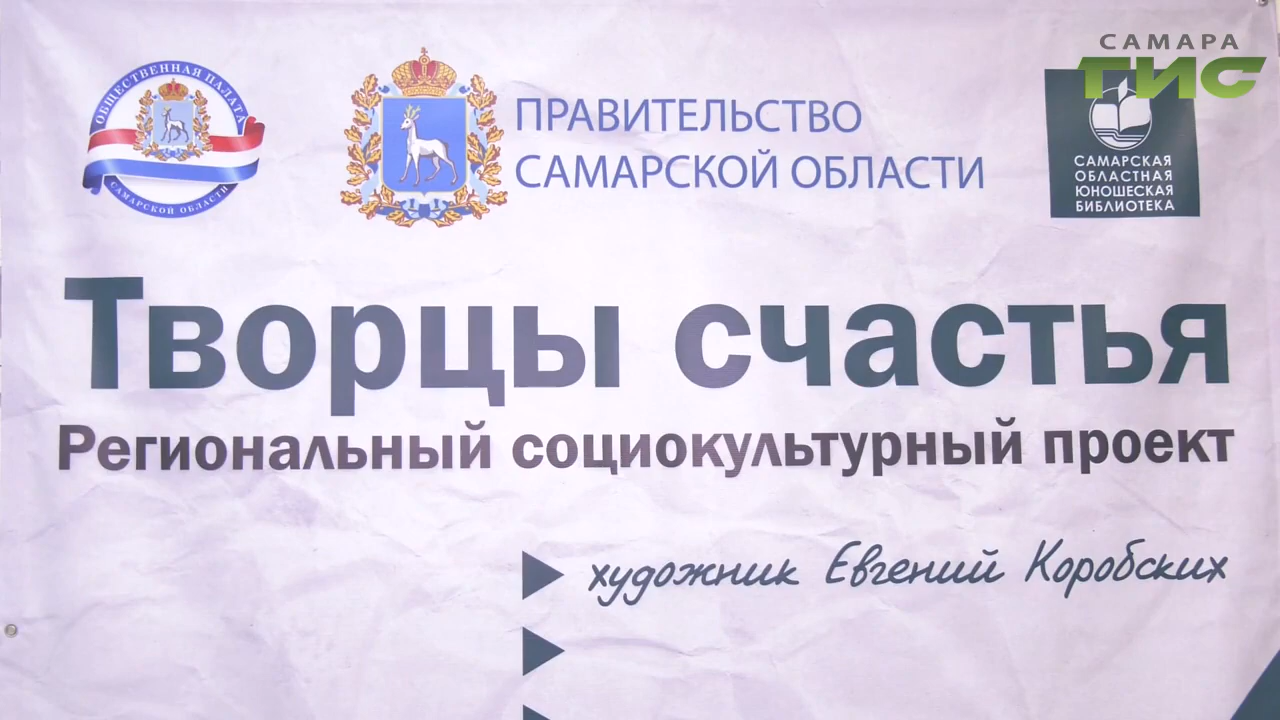 ОБЩЕСТВЕННАЯ ПАЛАТА
САМАРСКОЙ ОБЛАСТИ
ПРАВИТЕЛЬСТВО
САМАРСКОЙ ОБЛАСТИ
САМАРА
ГИС
САМАРСКАЯ
ОБЛАСТНАЯ
ЮНОШЕСКАЯ
БИБЛИОТЕКА
Творцы счастья
Региональный социокультурный проект
художник Евгений Коробских